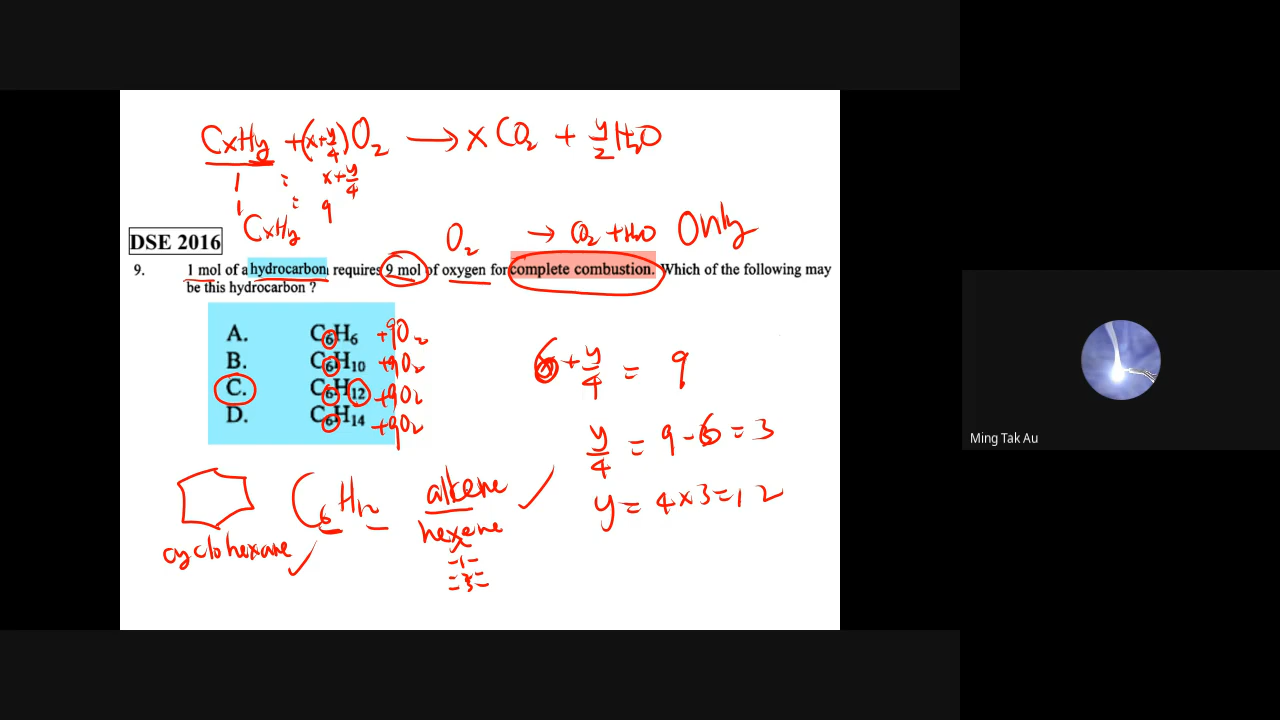 CxHy + (x+y/4)O₂ → x CO₂ + y/2 H₂O
1 : x+y/4
1 : 9
CxHy O₂ → CO₂ + H₂O Only
DSE 2016
9. 1 mol of a hydrocarbon requires 9 mol of oxygen for complete combustion. Which of the following may
be this hydrocarbon ?
A. C₆H₆ +9O₂
B. C₆H₁₀ +9O₂
C. C₆H₁₂ +9O₂
D. C₆H₁₄ +9O₂
6 + y/4 = 9
y/4 = 9 - 6 = 3
y = 4 x 3 = 12
C₆H₁₂ alkene ✓
hexene
cyclohexane ✓
-1-
=3=
Ming Tak Au